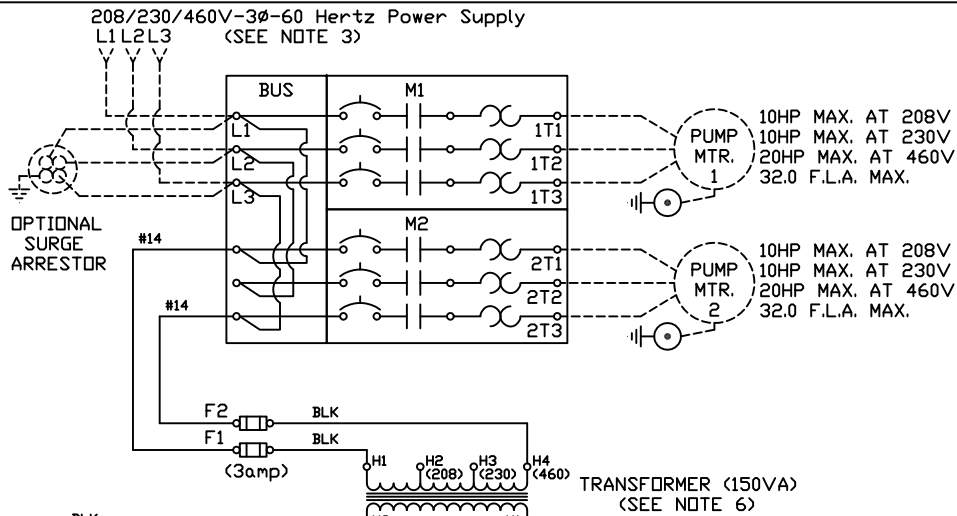 208/230/460V-3Ø-60 Hertz Power Supply
L1 L2 L3 (SEE NOTE 3)
BUS
M1
L1
L2
L3
1T1
1T2
1T3
PUMP
MTR.
1
10HP MAX. AT 208V
10HP MAX. AT 230V
20HP MAX. AT 460V
32.0 F.L.A. MAX.
OPTIONAL
SURGE
ARRESTOR
#14
#14
M2
2T1
2T2
2T3
PUMP
MTR.
2
10HP MAX. AT 208V
10HP MAX. AT 230V
20HP MAX. AT 460V
32.0 F.L.A. MAX.
F2 BLK
F1 BLK
(3amp)
H1 H2 H3 H4
(208) (230) (460)
TRANSFORMER (150VA)
(SEE NOTE 6)
BLK